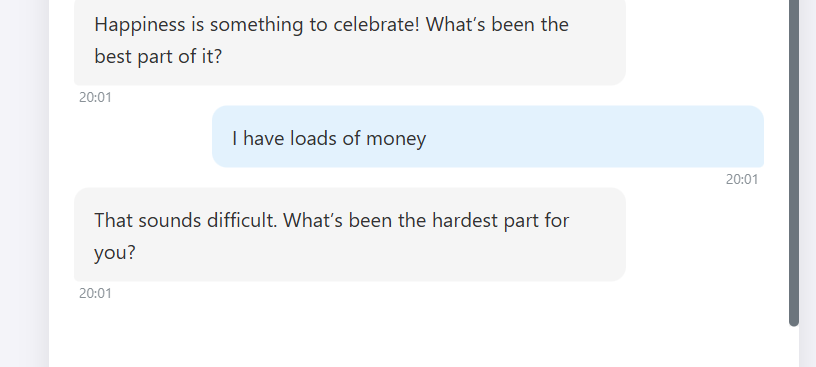 Happiness is something to celebrate! What’s been the
best part of it?
20:01
I have loads of money
20:01
That sounds difficult. What’s been the hardest part for
you?
20:01